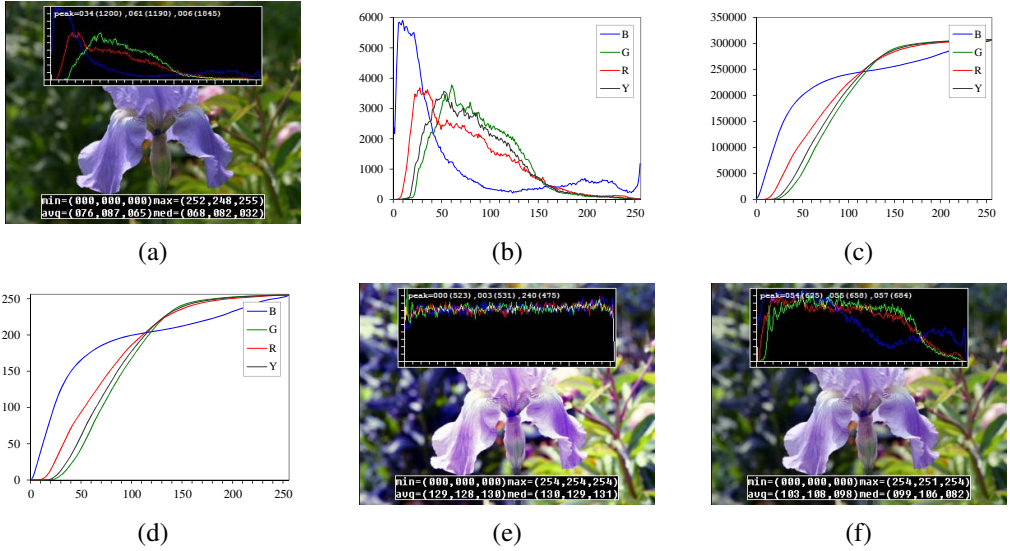 peak=034(1200) ,061(1190) ,006(1845)
min=(000,000,000)max=(252,248,255)
avg=(076,087,065)med=(068,082,032)
(a)
6000
5000
4000
3000
2000
1000
0
0 50 100 150 200 250
B
G
R
Y
(b)
350000
300000
250000
200000
150000
100000
50000
0
0 50 100 150 200 250
B
G
R
Y
(c)
250
200
150
100
50
0
0 50 100 150 200 250
B
G
R
Y
(d)
peak=000(523) ,003(531) ,240(475)
min=(000,000,000)max=(254,254,254)
avg=(129,128,130)med=(130,129,131)
(e)
min=(000,000,000)max=(254,251,254)
avg=(103,108,098)med=(099,106,082)
(f)